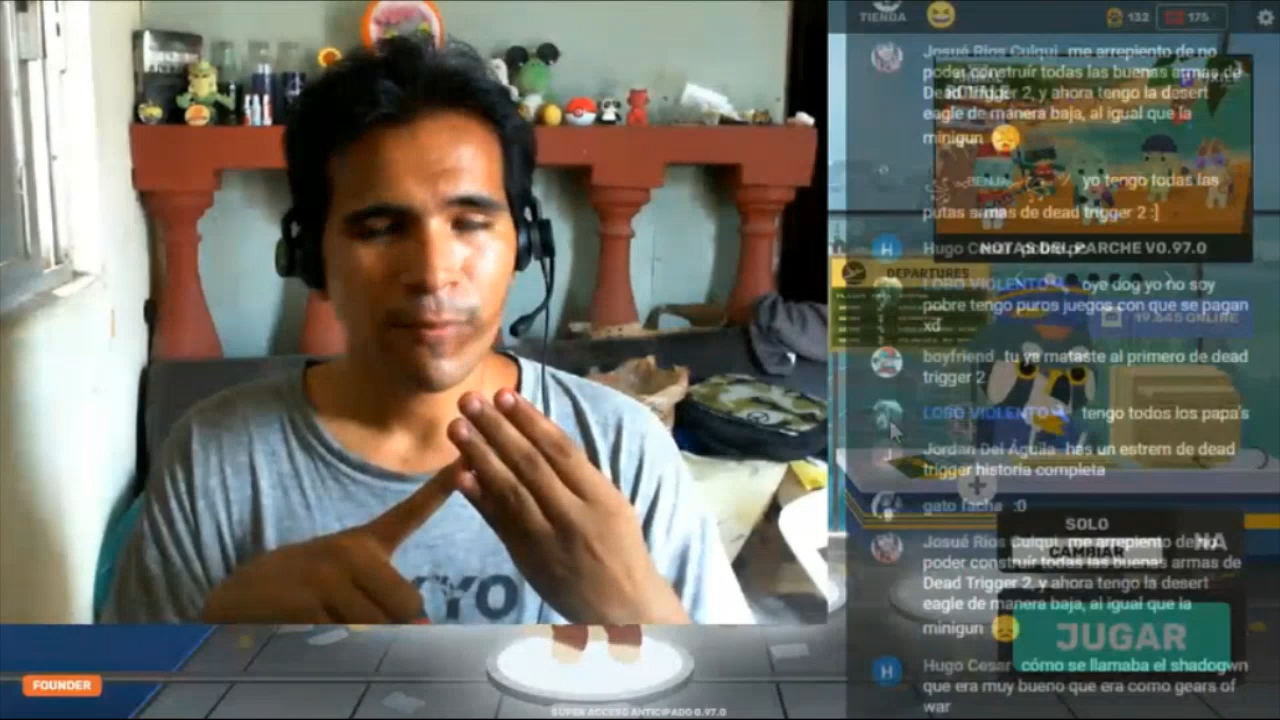 TIENDA
132
175
Josué Rios Culqui me arrepiento de no
poder construir todas las buenas armas de
Dead Trigger 2, y ahora tengo la desert
eagle de manera baja, al igual que la
minigun
yo tengo todas las
putas armas de dead trigger 2 :]
NOTAS DEL PARCHE V0.97.0
DEPARTURES
LOBO VIOLENTO oye dog yo no soy
pobre tengo puros juegos con que se pagan
xd
19.645 ONLINE
boyfriend tu ya mataste al primero de dead
trigger 2
LOBO VIOLENTO tengo todos los papa's
Jordan Del Águila has un estrem de dead
trigger historia completa
gato facha :0
SOLO
CAMBIAR
NA
Josué Rios Culqui me arrepiento de no
poder construir todas las buenas armas de
Dead Trigger 2, y ahora tengo la desert
eagle de manera baja, al igual que la
minigun
JUGAR
H
Hugo Cesar cómo se llamaba el shadogwn
que era muy bueno que era como gears of
war
FOUNDER
SUPER ACCESO ANTICIPADO 0.97.0